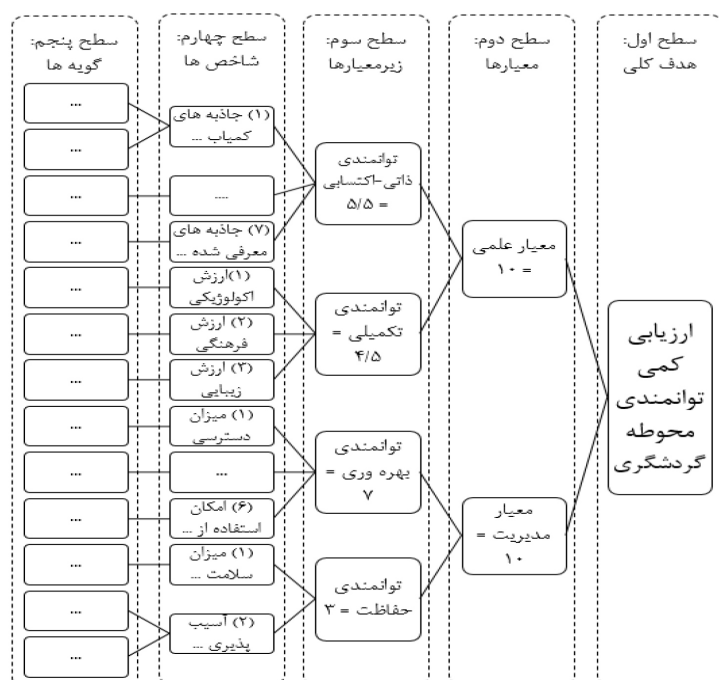 سطح اول:
هدف کلی
ارزیابی
کمی
توانمندی
محوطه
گردشگری
سطح دوم:
معیارها
معیار علمی
= ۱۰
معیار
مدیریت =
۱۰
سطح سوم:
زیرمعیارها
توانمندی
ذاتی-اکتسابی
= ۵/۵
توانمندی
تکمیلی =
۴/۵
توانمندی
بهره وری =
۷
توانمندی
حفاظت = ۳
سطح چهارم:
شاخص ها
(۱) جاذبه های
کمیاب ...
....
(۷) جاذبه های
معرفی شده ...
(۱)ارزش
اکولوژیکی
(۲) ارزش
فرهنگی
(۳) ارزش
زیبایی
(۱) میزان
دسترسی
...
(۶) امکان
استفاده از ...
(۱) میزان
سلامت ...
(۲) آسیب
پذیری ...
سطح پنجم:
گویه ها
...
...
...
...
...
...
...
...
...
...
...
...
...